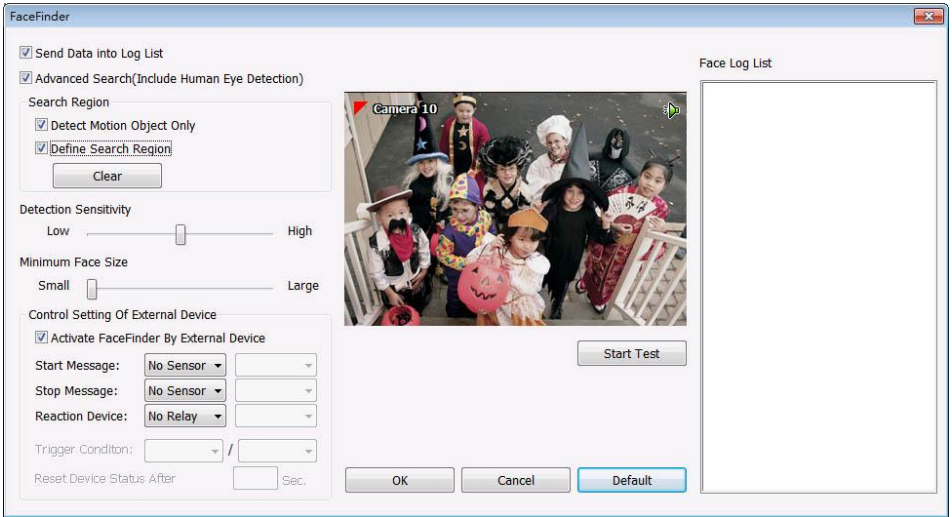 FaceFinder
Send Data into Log List
Advanced Search(Include Human Eye Detection)
Search Region
Detect Motion Object Only
Define Search Region
Clear
Detection Sensitivity
Low High
Minimum Face Size
Small Large
Control Setting Of External Device
Activate FaceFinder By External Device
Start Message: No Sensor
Stop Message: No Sensor
Reaction Device: No Relay
Trigger Conditon: /
Reset Device Status After Sec.
Camera 10
Start Test
OK Cancel Default
Face Log List